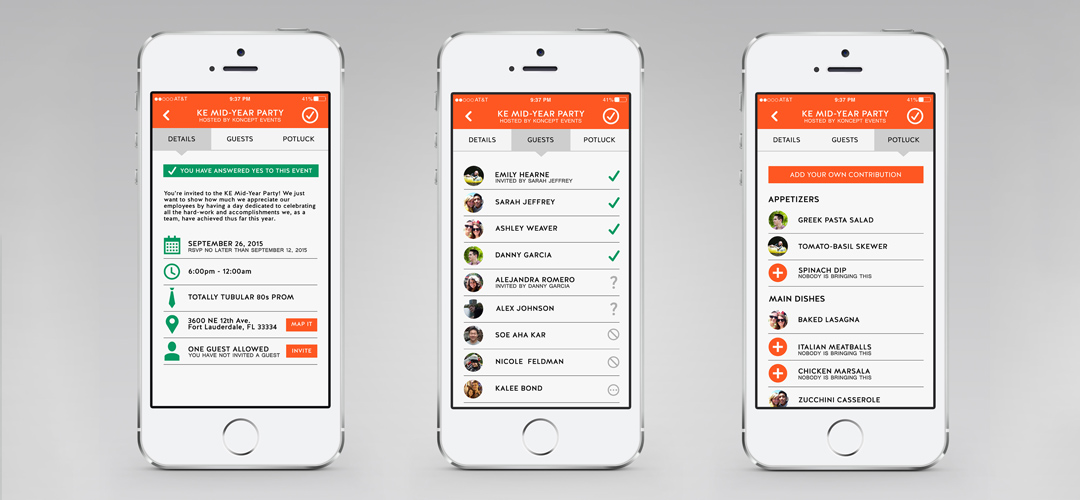 AT&T 9:37 PM 41%
KE MID-YEAR PARTY
HOSTED BY KONCEPT EVENTS
DETAILS GUESTS POTLUCK
YOU HAVE ANSWERED YES TO THIS EVENT
You're invited to the KE Mid-Year Party! We just
want to show how much we appreciate our
employees by having a day dedicated to celebrating
all the hard-work and accomplishments we, as a
team, have achieved thus far this year.
SEPTEMBER 26, 2015
RSVP NO LATER THAN SEPTEMBER 12, 2015
6:00pm - 12:00am
TOTALLY TUBULAR 80s PROM
3600 NE 12th Ave.
Fort Lauderdale, FL 33334
MAP IT
ONE GUEST ALLOWED
YOU HAVE NOT INVITED A GUEST
INVITE
AT&T 9:37 PM 41%
KE MID-YEAR PARTY
HOSTED BY KONCEPT EVENTS
DETAILS GUESTS POTLUCK
EMILY HEARNE
INVITED BY SARAH JEFFREY
SARAH JEFFREY
ASHLEY WEAVER
DANNY GARCIA
ALEJANDRA ROMERO
INVITED BY DANNY GARCIA
?
ALEX JOHNSON ?
SOE AHA KAR
NICOLE FELDMAN
KALEE BOND
AT&T 9:37 PM 41%
KE MID-YEAR PARTY
HOSTED BY KONCEPT EVENTS
DETAILS GUESTS POTLUCK
ADD YOUR OWN CONTRIBUTION
APPETIZERS
GREEK PASTA SALAD
TOMATO-BASIL SKEWER
SPINACH DIP
NOBODY IS BRINGING THIS
MAIN DISHES
BAKED LASAGNA
ITALIAN MEATBALLS
NOBODY IS BRINGING THIS
CHICKEN MARSALA
NOBODY IS BRINGING THIS
ZUCCHINI CASSEROLE